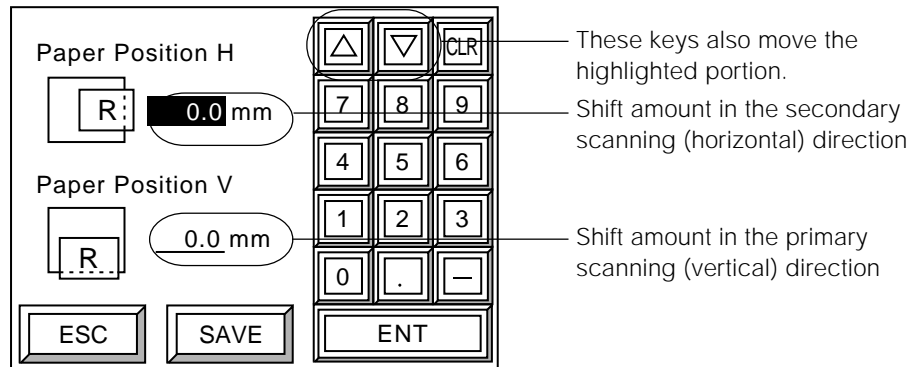 Paper Position H
R
0.0 mm
Paper Position V
R
0.0 mm
ESC
SAVE
CLR
7 8 9
4 5 6
1 2 3
0 . —
ENT
These keys also move the
highlighted portion.
Shift amount in the secondary
scanning (horizontal) direction
Shift amount in the primary
scanning (vertical) direction